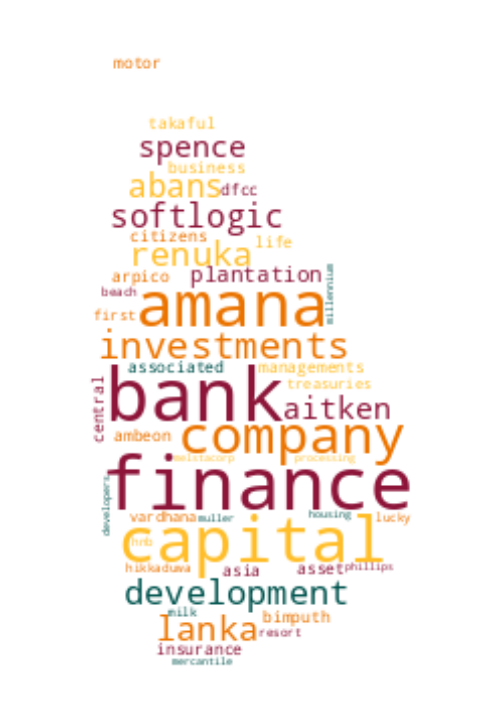 motor
takaful
spence
business
abans dfcc
softlogic
citizens life
renuka
arpico plantation
beach millennium
amana
first
investments
associated managements
treasuries
central bank aitken
ambeon company
melstacorp processing
finance
developers
vardhana muller housing lucky
capital
hnb
hikkaduwa asia asset phillips
development
milk bimputh
lanka resort
insurance
mercantile